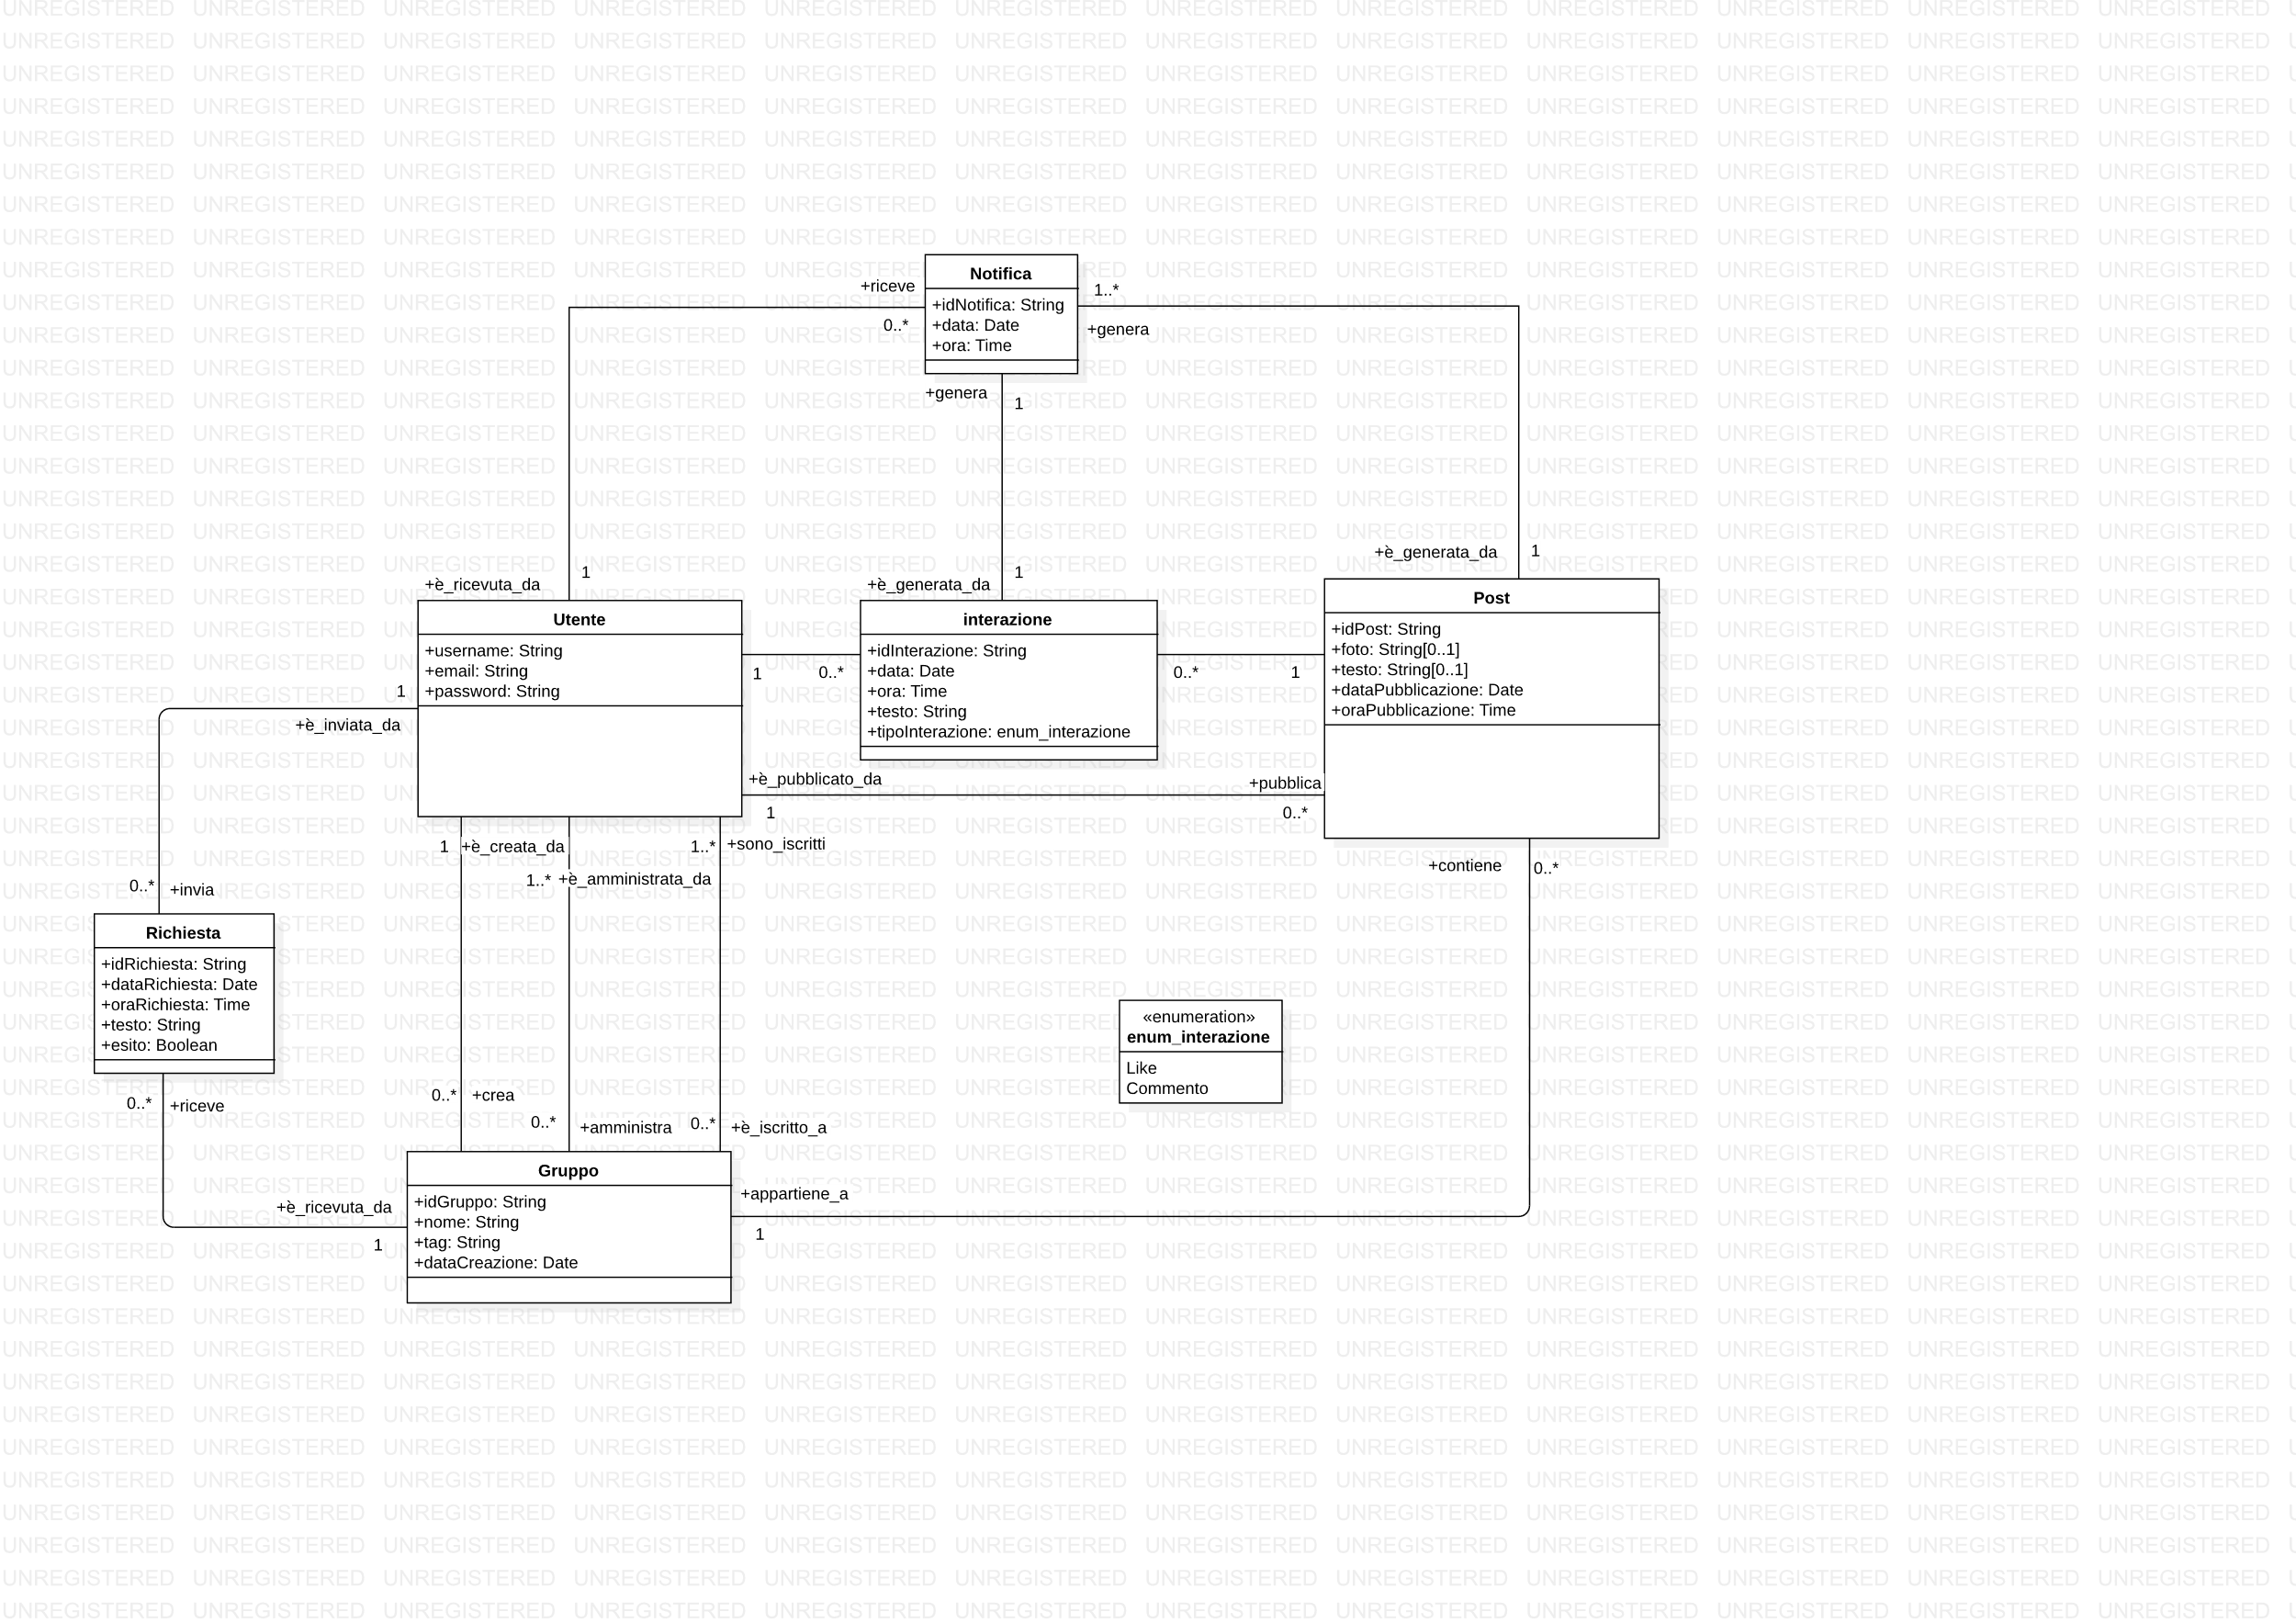 Notifica
+idNotifica: String
+data: Date
+ora: Time
+riceve
0..*
1..*
+genera
+genera
1
+è_generata_da
1
+è_ricevuta_da
1
+è_generata_da
1
Utente
+username: String
+email: String
+password: String
interazione
+idInterazione: String
+data: Date
+ora: Time
+testo: String
+tipoInterazione: enum_interazione
Post
+idPost: String
+foto: String[0..1]
+testo: String[0..1]
+dataPubblicazione: Date
+oraPubblicazione: Time
1
0..*
0..*
1
1
+è_inviata_da
+è_pubblicato_da
1
+pubblica
0..*
1
+è_creata_da
1..*
+è_amministrata_da
1..*
+sono_iscritti
+contiene
0..*
0..*
+invia
Richiesta
+idRichiesta: String
+dataRichiesta: Date
+oraRichiesta: Time
+testo: String
+esito: Boolean
«enumeration»
enum_interazione
Like
Commento
0..*
+riceve
0..*
+crea
0..*
+amministra
0..*
+è_iscritto_a
+è_ricevuta_da
1
Gruppo
+idGruppo: String
+nome: String
+tag: String
+dataCreazione: Date
+appartiene_a
1
UNREGISTERED